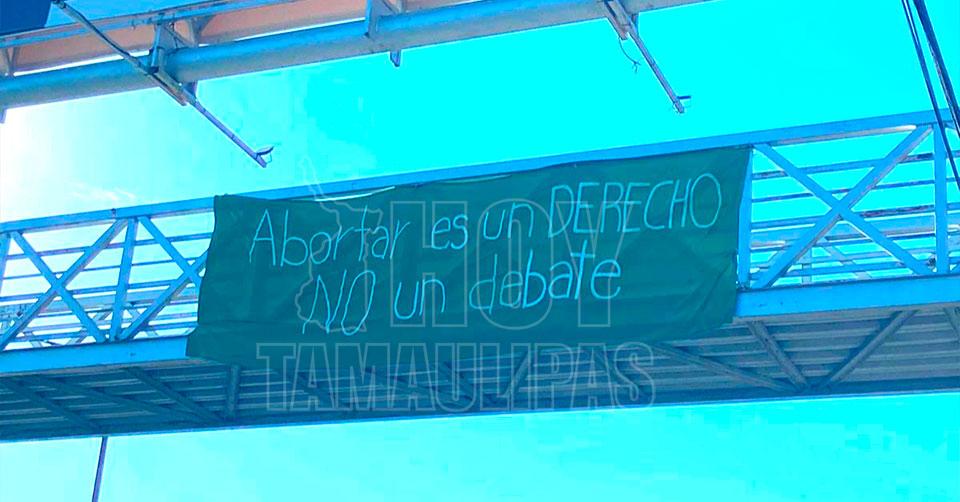 Abortar es un DERECHO
NO un debate
HOY
TAMAULIPAS